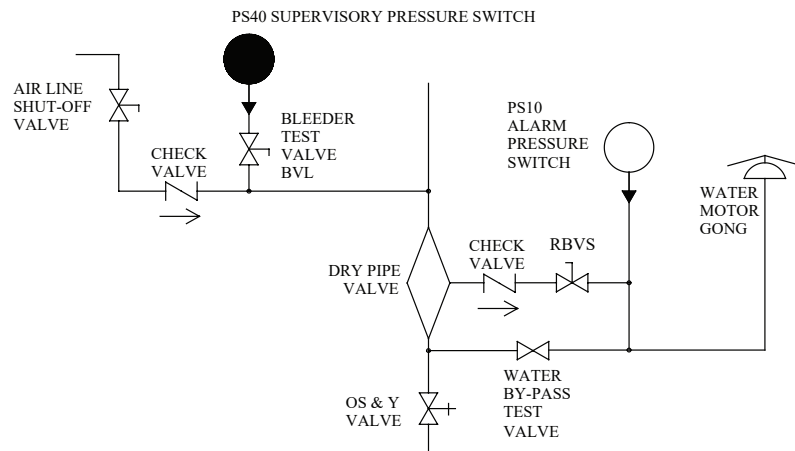 PS40 SUPERVISORY PRESSURE SWITCH
AIR LINE
SHUT-OFF
VALVE
BLEEDER
TEST
VALVE
BVL
CHECK
VALVE
PS10
ALARM
PRESSURE
SWITCH
WATER
MOTOR
GONG
DRY PIPE
VALVE
CHECK
VALVE
RBVS
OS & Y
VALVE
WATER
BY-PASS
TEST
VALVE